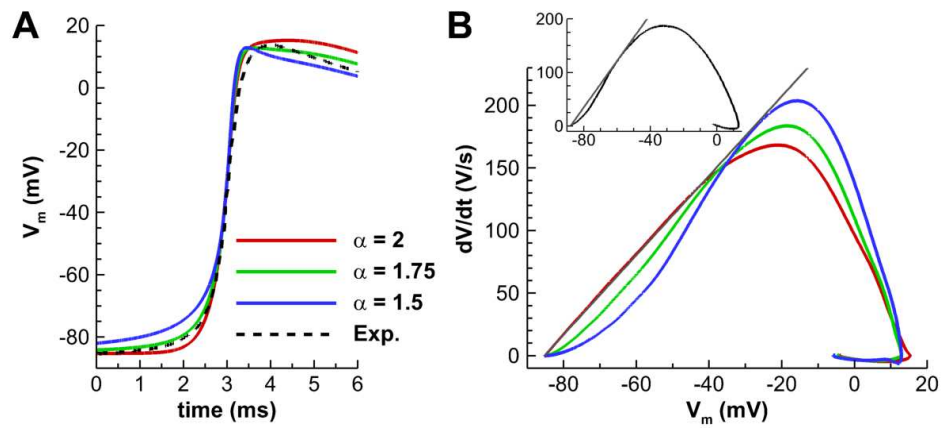 A
20
0
-20
-40
-60
-80
V_m (mV)
0 1 2 3 4 5 6
time (ms)
α = 2
α = 1.75
α = 1.5
Exp.
B
200
100
0
-80 -40 0
200
150
100
50
0
dV/dt (V/s)
-80 -60 -40 -20 0 20
V_m (mV)